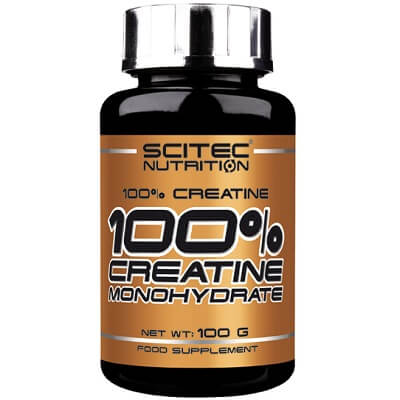 SCITEC
NUTRITION
100% CREATINE
100%
CREATINE
MONOHYDRATE
NET WT: 100 G
FOOD SUPPLEMENT